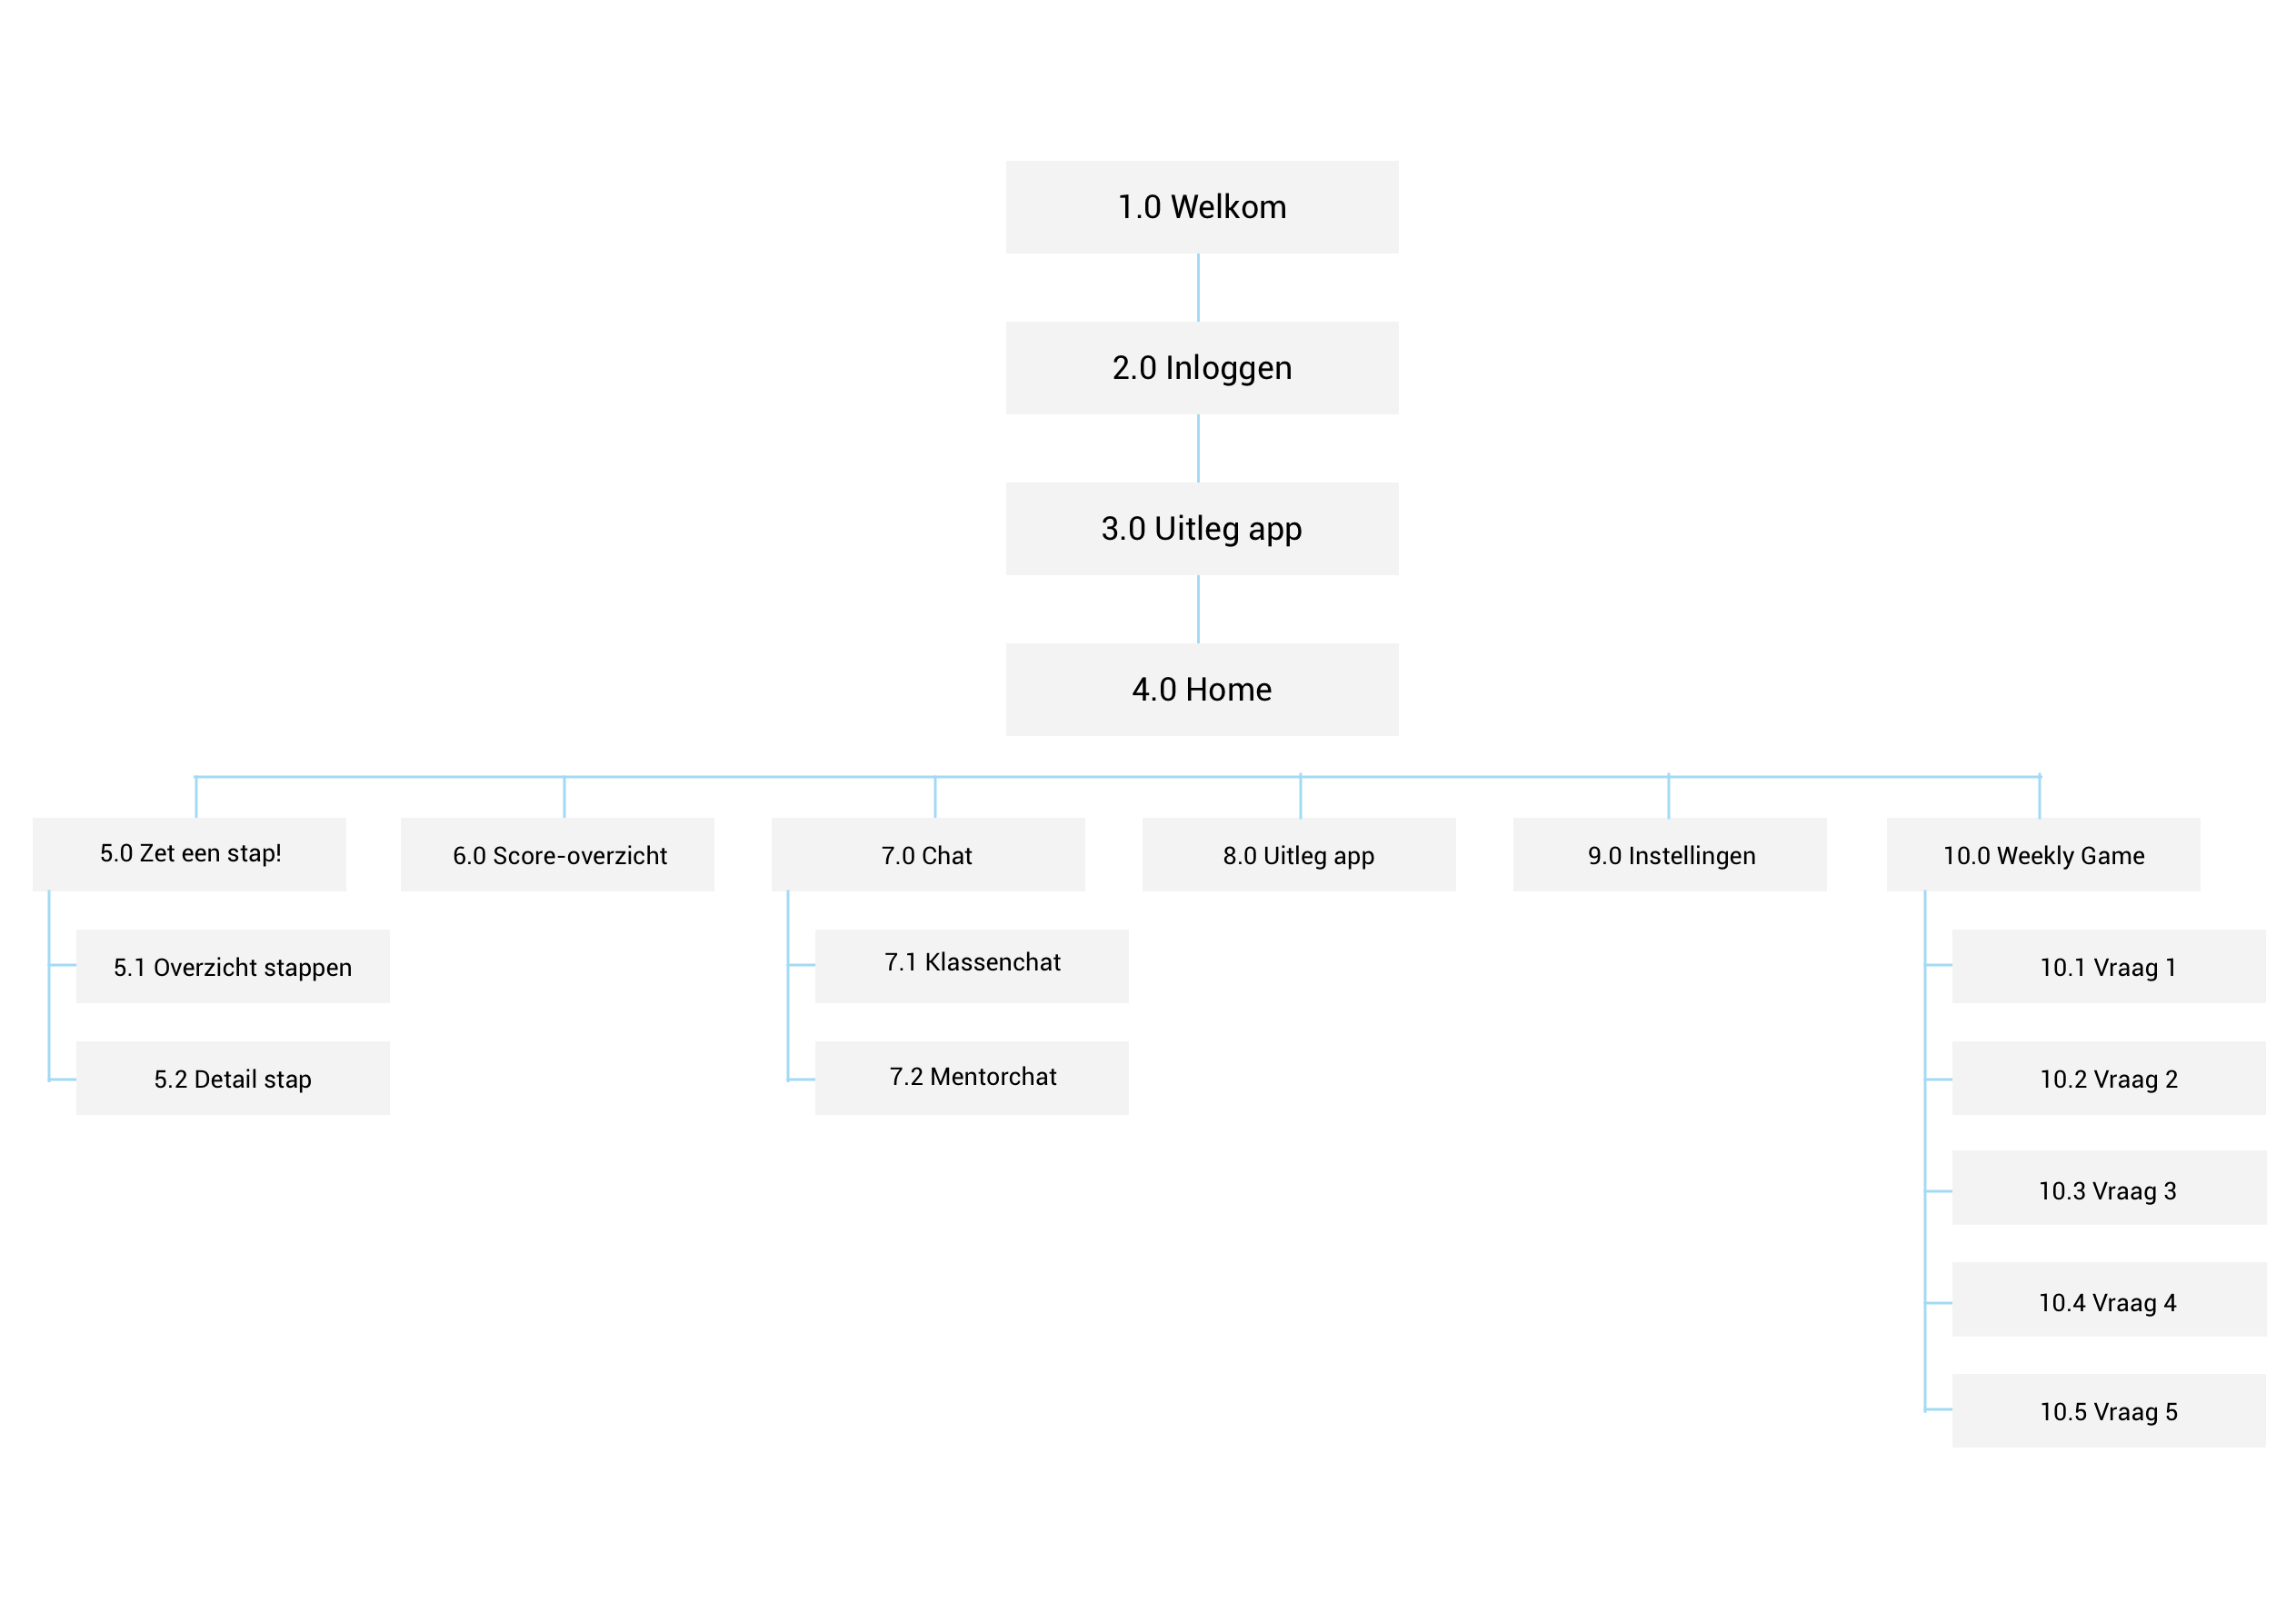 1.0 Welkom
2.0 Inloggen
3.0 Uitleg app
4.0 Home
5.0 Zet een stap!
6.0 Score-overzicht
7.0 Chat
8.0 Uitleg app
9.0 Instellingen
10.0 Weekly Game
5.1 Overzicht stappen
7.1 Klassenchat
10.1 Vraag 1
5.2 Detail stap
7.2 Mentorchat
10.2 Vraag 2
10.3 Vraag 3
10.4 Vraag 4
10.5 Vraag 5